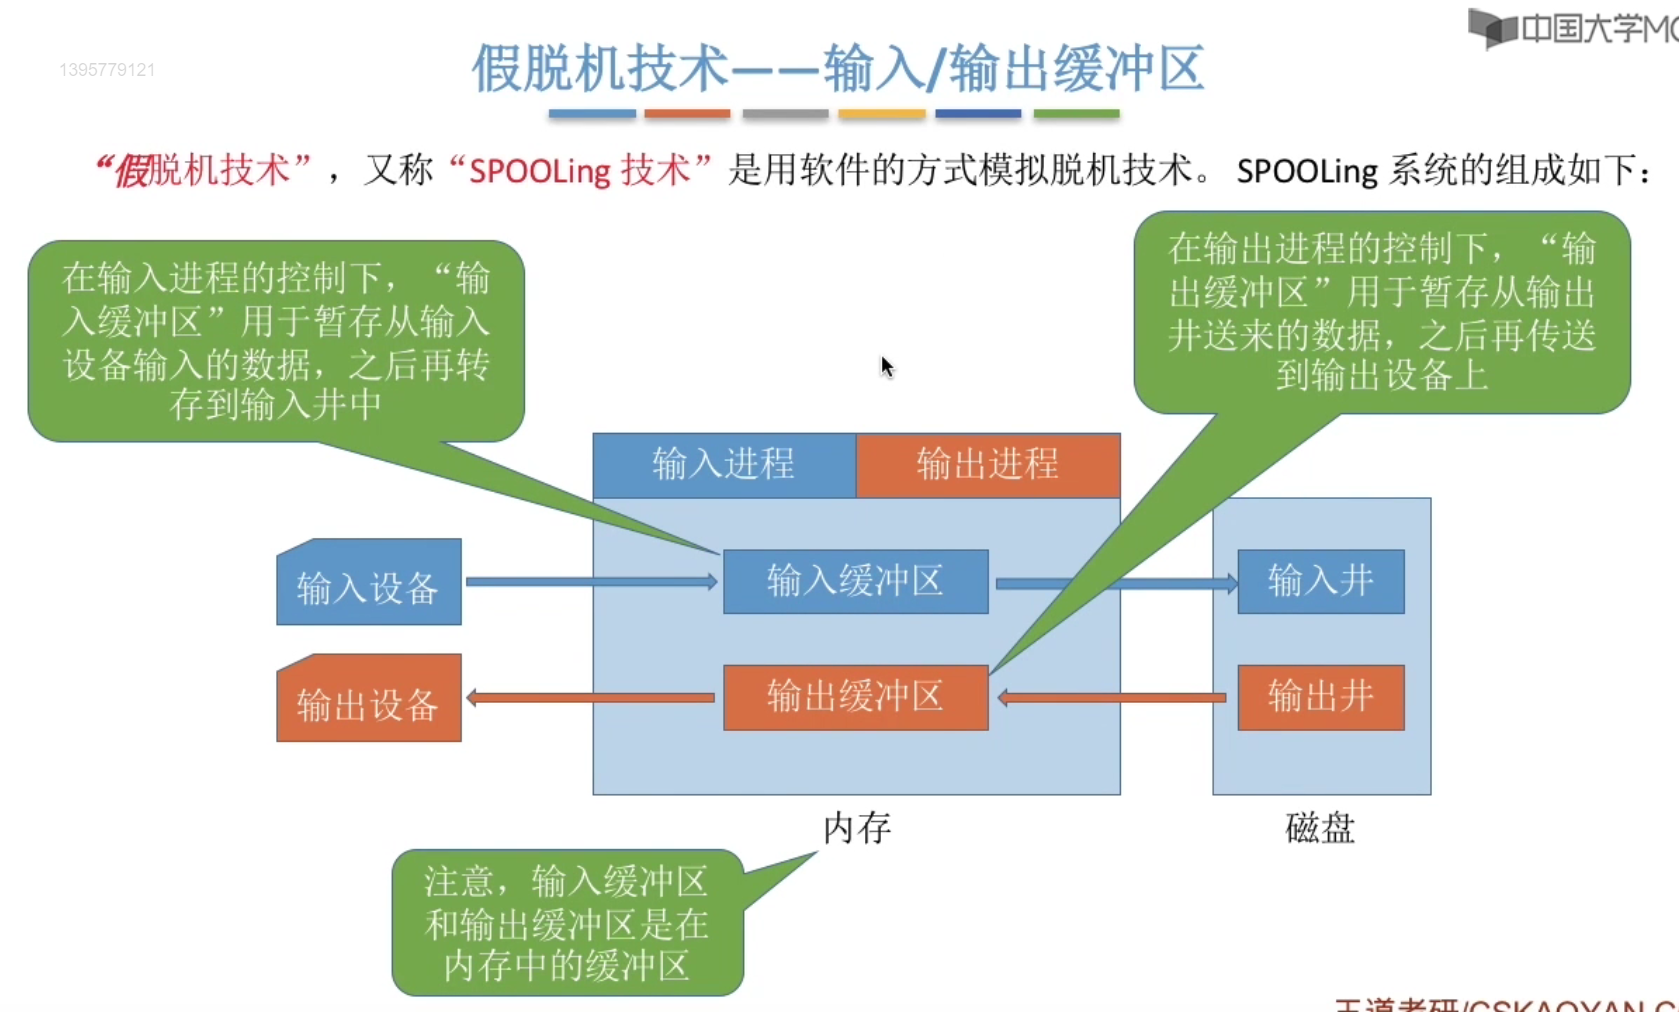 中国大学MO
1395779121
假脱机技术——输入/输出缓冲区
“假脱机技术”，又称“SPOOLing 技术”是用软件的方式模拟脱机技术。SPOOLing 系统的组成如下：
在输入进程的控制下，“输
入缓冲区”用于暂存从输入
设备输入的数据，之后再转
存到输入井中
在输出进程的控制下，“输
出缓冲区”用于暂存从输出
井送来的数据，之后再传送
到输出设备上
输入进程
输出进程
输入设备
输入缓冲区
输入井
输出设备
输出缓冲区
输出井
内存
磁盘
注意，输入缓冲区
和输出缓冲区是在
内存中的缓冲区
王道考研/CSKAOYAN.C